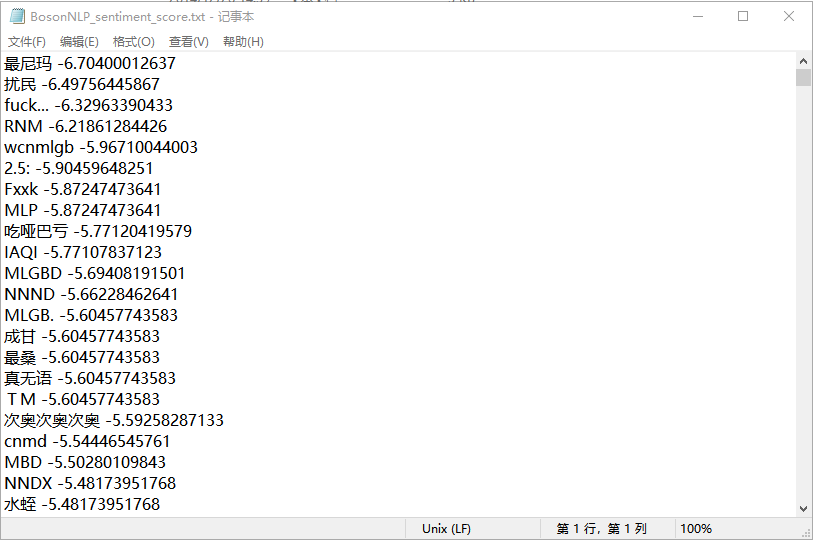 BosonNLP_sentiment_score.txt - 记事本
文件(F) 编辑(E) 格式(O) 查看(V) 帮助(H)
最尼玛 -6.70400012637
扰民 -6.49756445867
fuck... -6.32963390433
RNM -6.21861284426
wcnmlgb -5.96710044003
2.5: -5.90459648251
Fxxk -5.87247473641
MLP -5.87247473641
吃哑巴亏 -5.77120419579
IAQI -5.77107837123
MLGBD -5.69408191501
NNND -5.66228462641
MLGB. -5.60457743583
成甘 -5.60457743583
最桑 -5.60457743583
真无语 -5.60457743583
ＴＭ -5.60457743583
次奥次奥次奥 -5.59258287133
cnmd -5.54446545761
MBD -5.50280109843
NNDX -5.48173951768
水蛭 -5.48173951768
Unix (LF) 第 1 行，第 1 列 100%